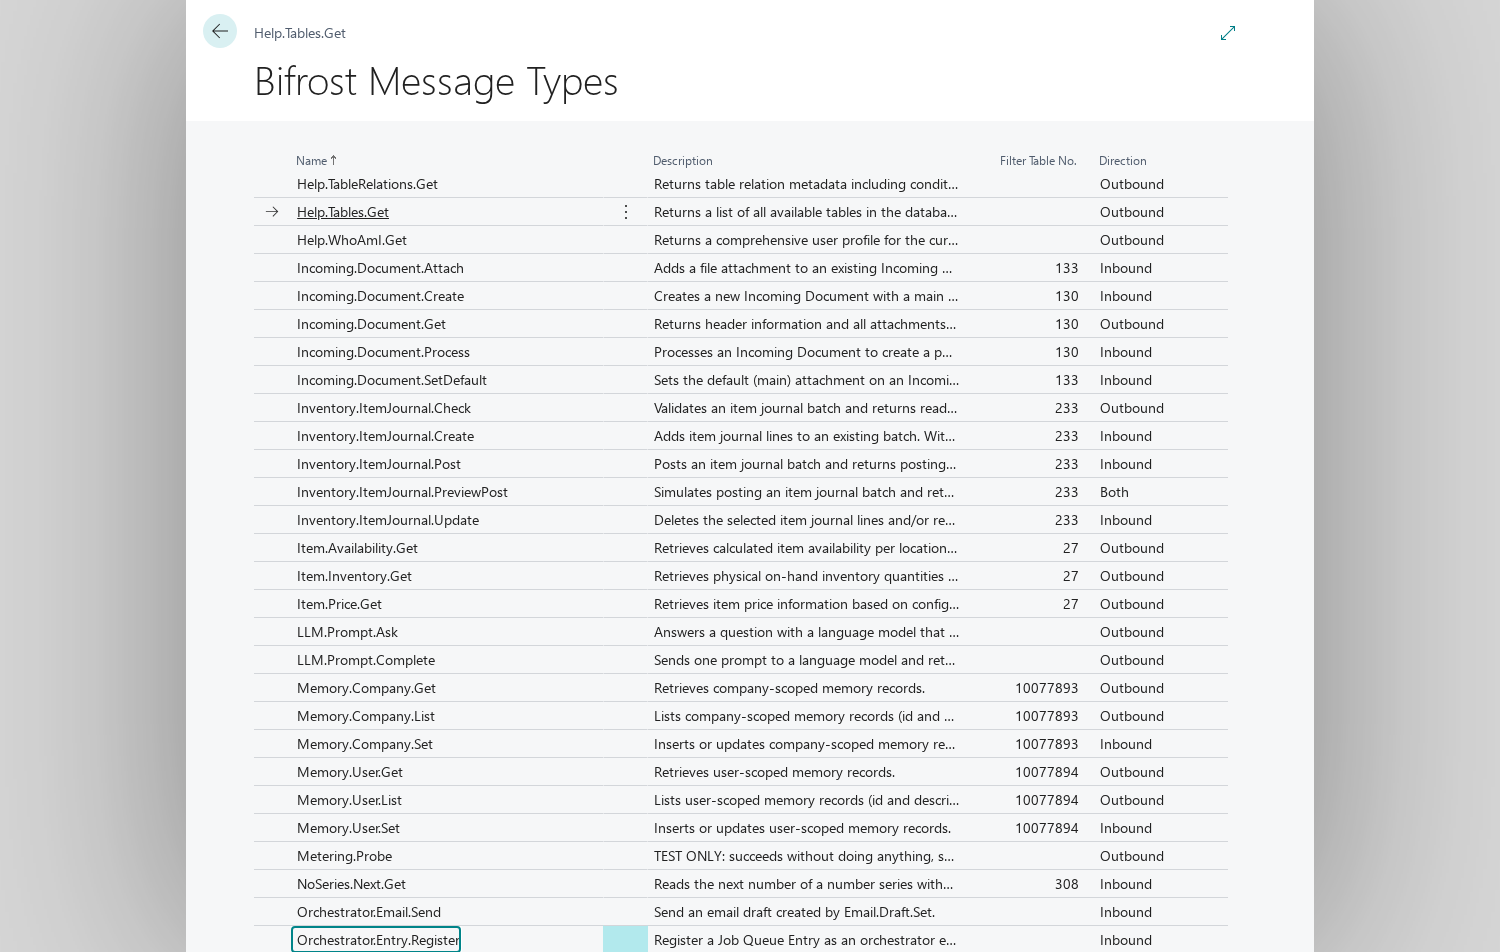 Help.Tables.Get
Bifrost Message Types
Name ↑ Description Filter Table No. Direction
Help.TableRelations.Get Returns table relation metadata including condit... Outbound
Help.Tables.Get Returns a list of all available tables in the databa... Outbound
Help.WhoAmI.Get Returns a comprehensive user profile for the cur... Outbound
Incoming.Document.Attach Adds a file attachment to an existing Incoming ... 133 Inbound
Incoming.Document.Create Creates a new Incoming Document with a main ... 130 Inbound
Incoming.Document.Get Returns header information and all attachments... 130 Outbound
Incoming.Document.Process Processes an Incoming Document to create a p... 130 Inbound
Incoming.Document.SetDefault Sets the default (main) attachment on an Incomi... 133 Inbound
Inventory.ItemJournal.Check Validates an item journal batch and returns read... 233 Outbound
Inventory.ItemJournal.Create Adds item journal lines to an existing batch. Wit... 233 Inbound
Inventory.ItemJournal.Post Posts an item journal batch and returns posting... 233 Inbound
Inventory.ItemJournal.PreviewPost Simulates posting an item journal batch and ret... 233 Both
Inventory.ItemJournal.Update Deletes the selected item journal lines and/or re... 233 Inbound
Item.Availability.Get Retrieves calculated item availability per location... 27 Outbound
Item.Inventory.Get Retrieves physical on-hand inventory quantities ... 27 Outbound
Item.Price.Get Retrieves item price information based on config... 27 Outbound
LLM.Prompt.Ask Answers a question with a language model that ... Outbound
LLM.Prompt.Complete Sends one prompt to a language model and ret... Outbound
Memory.Company.Get Retrieves company-scoped memory records. 10077893 Outbound
Memory.Company.List Lists company-scoped memory records (id and ... 10077893 Outbound
Memory.Company.Set Inserts or updates company-scoped memory re... 10077893 Inbound
Memory.User.Get Retrieves user-scoped memory records. 10077894 Outbound
Memory.User.List Lists user-scoped memory records (id and descri... 10077894 Outbound
Memory.User.Set Inserts or updates user-scoped memory records. 10077894 Inbound
Metering.Probe TEST ONLY: succeeds without doing anything, s... Outbound
NoSeries.Next.Get Reads the next number of a number series with... 308 Inbound
Orchestrator.Email.Send Send an email draft created by Email.Draft.Set. Inbound
Orchestrator.Entry.Register Register a Job Queue Entry as an orchestrator e... Inbound